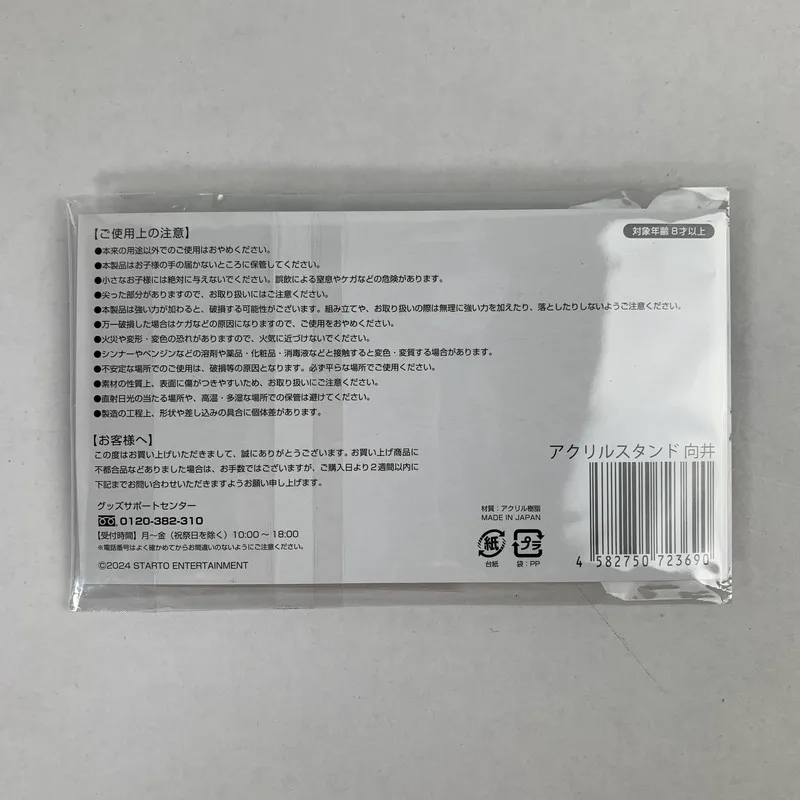 【ご使用上の注意】
対象年齢8才以上
●本来の用途以外でのご使用はおやめください。
●本製品はお子様の手の届かないところに保管してください。
●小さなお子様には絶対に与えないでください。誤飲による窒息やケガなどの危険があります。
●尖った部分がありますので、お取り扱いにはご注意ください。
●本製品は強い力が加わると、破損する可能性がございます。組み立てや、お取り扱いの際は無理に強い力を加えたり、落としたりしないようご注意ください。
●万一破損した場合はケガなどの原因になりますので、ご使用をおやめください。
●火災や変形・変色の恐れがありますので、火気に近づけないでください。
●シンナーやベンジンなどの溶剤や薬品・化粧品・消毒液などと接触すると変色・変質する場合があります。
●不安定な場所でのご使用は、破損等の原因となります。必ず平らな場所でご使用ください。
●素材の性質上、表面に傷がつきやすいため、お取り扱いにご注意ください。
●直射日光の当たる場所や、高温・多湿な場所での保管は避けてください。
●製造の工程上、形状や差し込みの具合に個体差があります。
【お客様へ】
この度はお買い上げいただきまして、誠にありがとうございます。お買い上げ商品に
不都合品などありました場合は、お手数ではございますが、ご購入日より2週間以内に
下記までお問い合わせいただきますようお願い申し上げます。
グッズサポートセンター
0120-382-310
【受付時間】月〜金（祝祭日を除く）10:00〜18:00
※電話番号はよく確かめてからお間違いのないようにご注意ください。
©2024 STARTO ENTERTAINMENT
材質：アクリル樹脂
MADE IN JAPAN
紙
プラ
台紙
袋：PP
アクリルスタンド 向井
4 582750 723690